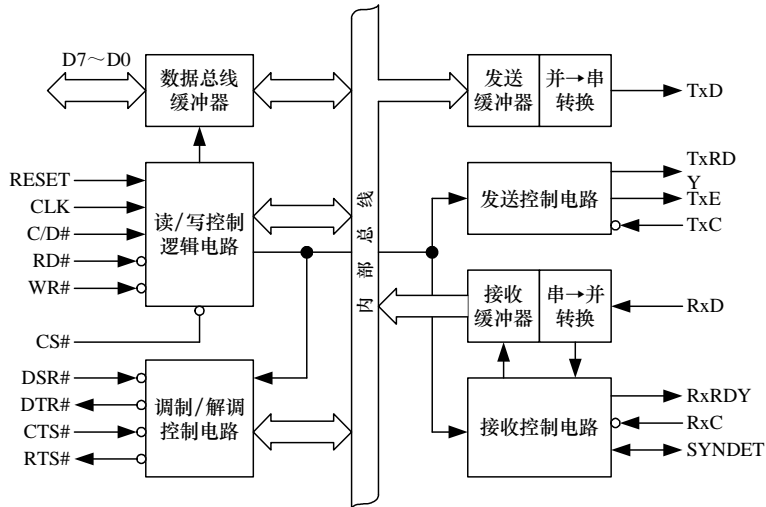 D7～D0
数据总线
缓冲器
RESET
CLK
C/D#
RD#
WR#
读/写控制
逻辑电路
CS#
DSR#
DTR#
CTS#
RTS#
调制/解调
控制电路
内部总线
发送
缓冲器
并→串
转换
TxD
发送控制电路
TxRD
Y
TxE
TxC
接收
缓冲器
串→并
转换
RxD
接收控制电路
RxRDY
RxC
SYNDET